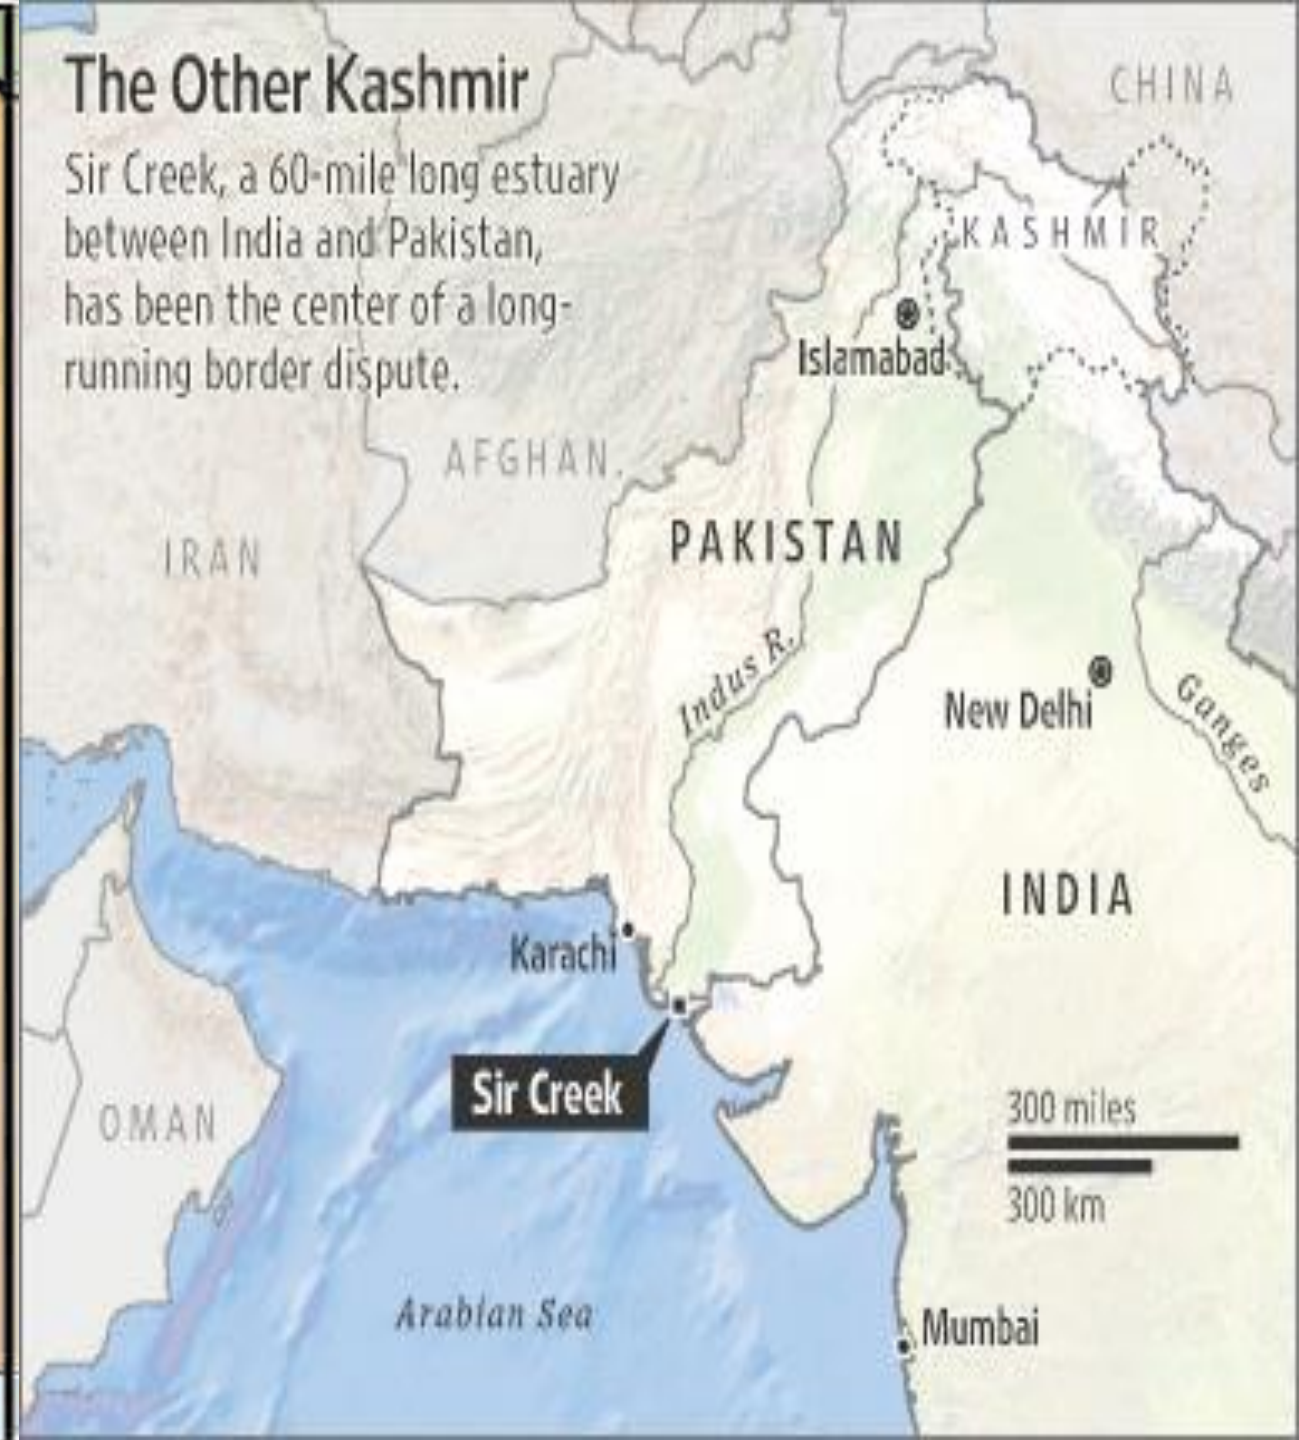 The Other Kashmir
Sir Creek, a 60-mile long estuary
between India and Pakistan,
has been the center of a long-
running border dispute.
CHINA
KASHMIR
Islamabad
AFGHAN.
PAKISTAN
IRAN
Indus R.
New Delhi
Ganges
INDIA
Karachi
Sir Creek
OMAN
300 miles
300 km
Arabian Sea
Mumbai